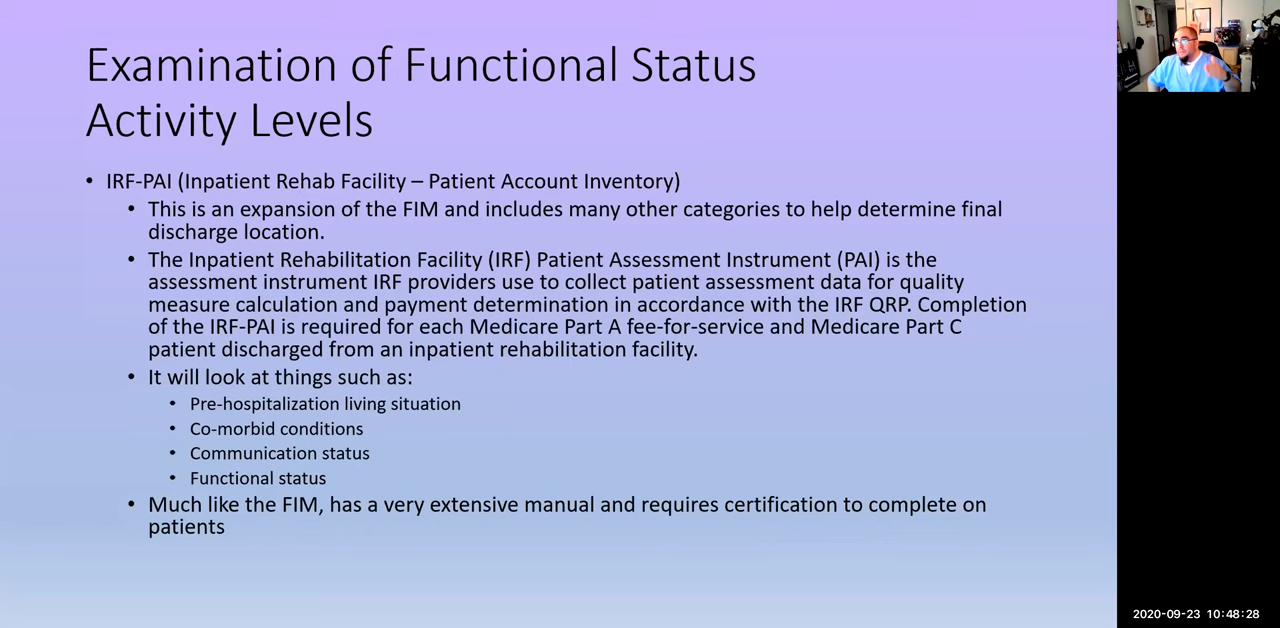 Examination of Functional Status
Activity Levels
• IRF-PAI (Inpatient Rehab Facility – Patient Account Inventory)
• This is an expansion of the FIM and includes many other categories to help determine final
discharge location.
• The Inpatient Rehabilitation Facility (IRF) Patient Assessment Instrument (PAI) is the
assessment instrument IRF providers use to collect patient assessment data for quality
measure calculation and payment determination in accordance with the IRF QRP. Completion
of the IRF-PAI is required for each Medicare Part A fee-for-service and Medicare Part C
patient discharged from an inpatient rehabilitation facility.
• It will look at things such as:
• Pre-hospitalization living situation
• Co-morbid conditions
• Communication status
• Functional status
• Much like the FIM, has a very extensive manual and requires certification to complete on
patients
2020-09-23 10:48:28